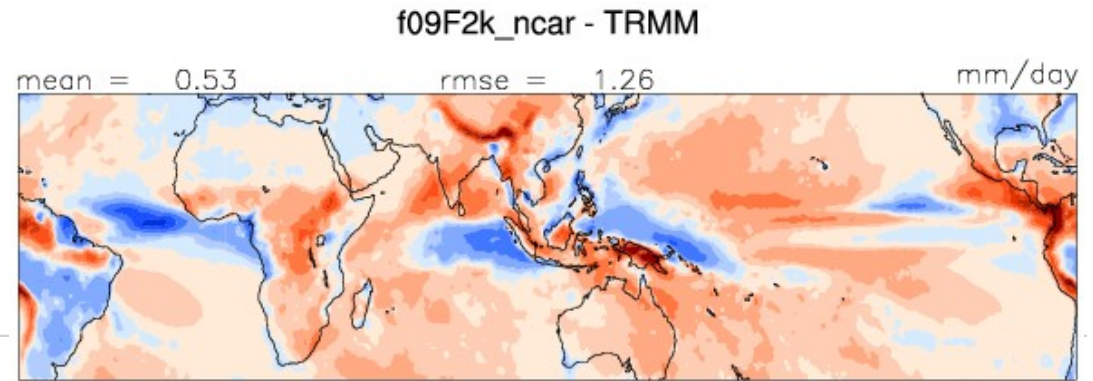 f09F2k_ncar - TRMM
mean = 0.53 rmse = 1.26 mm/day